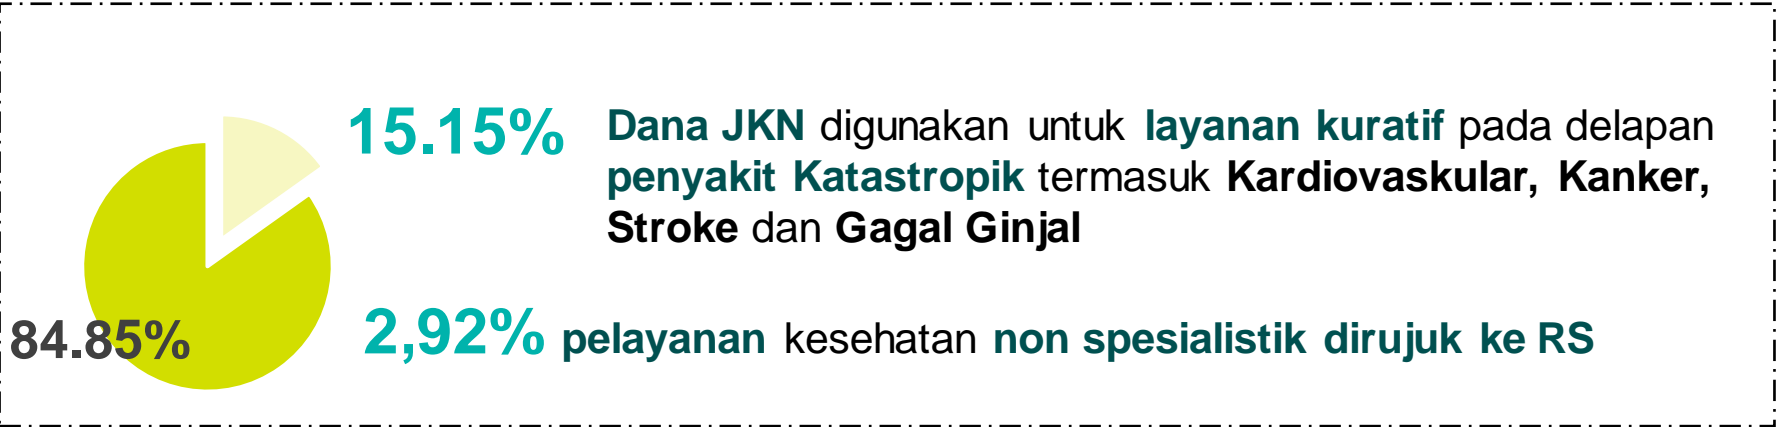 15.15%
Dana JKN digunakan untuk layanan kuratif pada delapan
penyakit Katastropik termasuk Kardiovaskular, Kanker,
Stroke dan Gagal Ginjal
84.85%
2,92% pelayanan kesehatan non spesialistik dirujuk ke RS